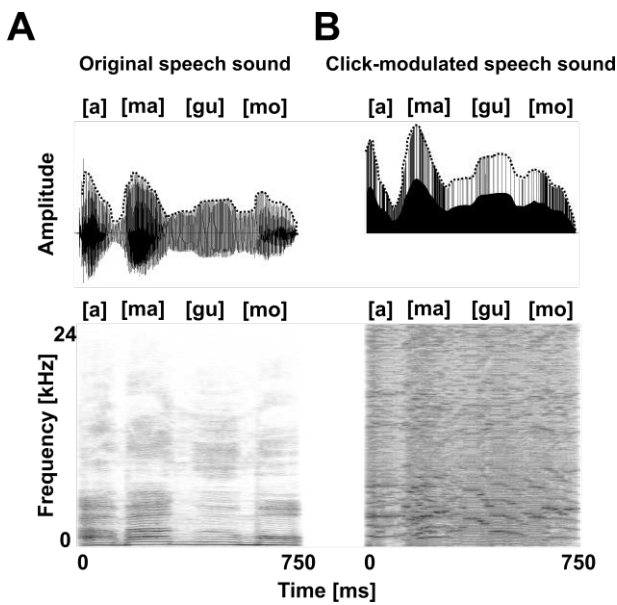 A
B
Original speech sound
Click-modulated speech sound
[a] [ma] [gu] [mo]
[a] [ma] [gu] [mo]
Amplitude
[a] [ma] [gu] [mo]
[a] [ma] [gu] [mo]
24
Frequency [kHz]
0
0 750
0 750
Time [ms]